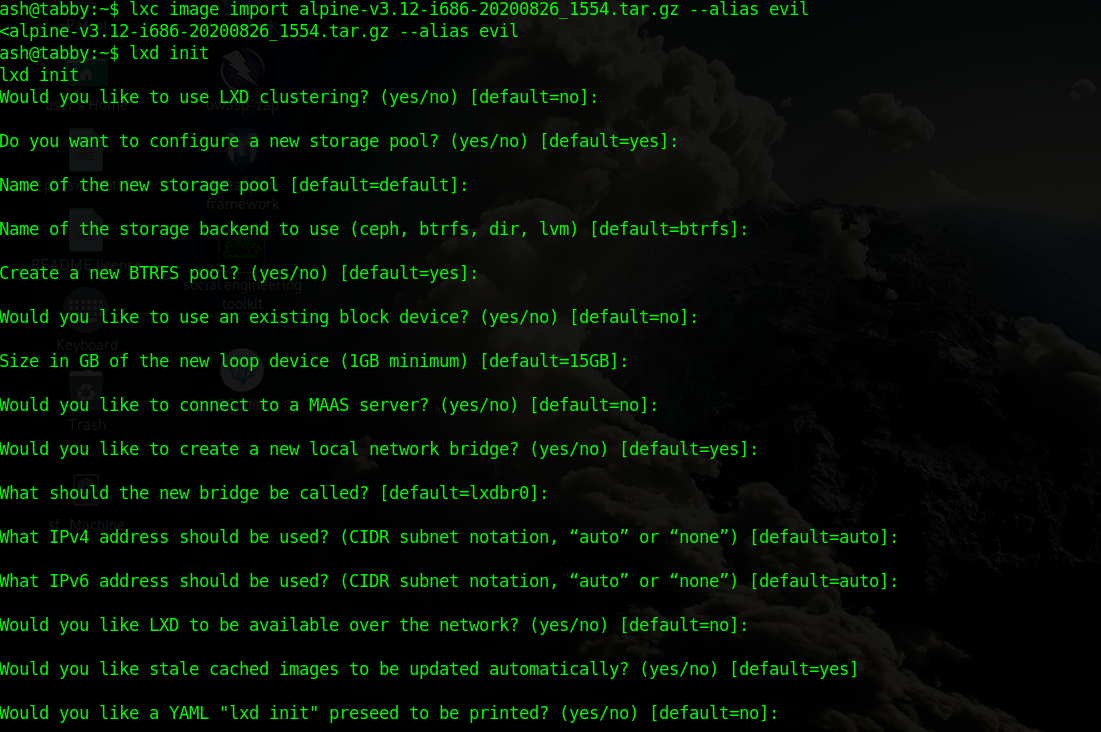 ash@tabby:~$ lxc image import alpine-v3.12-i686-20200826_1554.tar.gz --alias evil
<alpine-v3.12-i686-20200826_1554.tar.gz --alias evil
ash@tabby:~$ lxd init
lxd init
Would you like to use LXD clustering? (yes/no) [default=no]:
Do you want to configure a new storage pool? (yes/no) [default=yes]:
Name of the new storage pool [default=default]:
framework
Name of the storage backend to use (ceph, btrfs, dir, lvm) [default=btrfs]:
README license
Create a new BTRFS pool? (yes/no) [default=yes]:
social engineering
toolkit
Would you like to use an existing block device? (yes/no) [default=no]:
Keyboard
Size in GB of the new loop device (1GB minimum) [default=15GB]:
Would you like to connect to a MAAS server? (yes/no) [default=no]:
Trash
Would you like to create a new local network bridge? (yes/no) [default=yes]:
What should the new bridge be called? [default=lxdbr0]:
sf_Machine
What IPv4 address should be used? (CIDR subnet notation, “auto” or “none”) [default=auto]:
What IPv6 address should be used? (CIDR subnet notation, “auto” or “none”) [default=auto]:
Would you like LXD to be available over the network? (yes/no) [default=no]:
Would you like stale cached images to be updated automatically? (yes/no) [default=yes]
Would you like a YAML "lxd init" preseed to be printed? (yes/no) [default=no]: